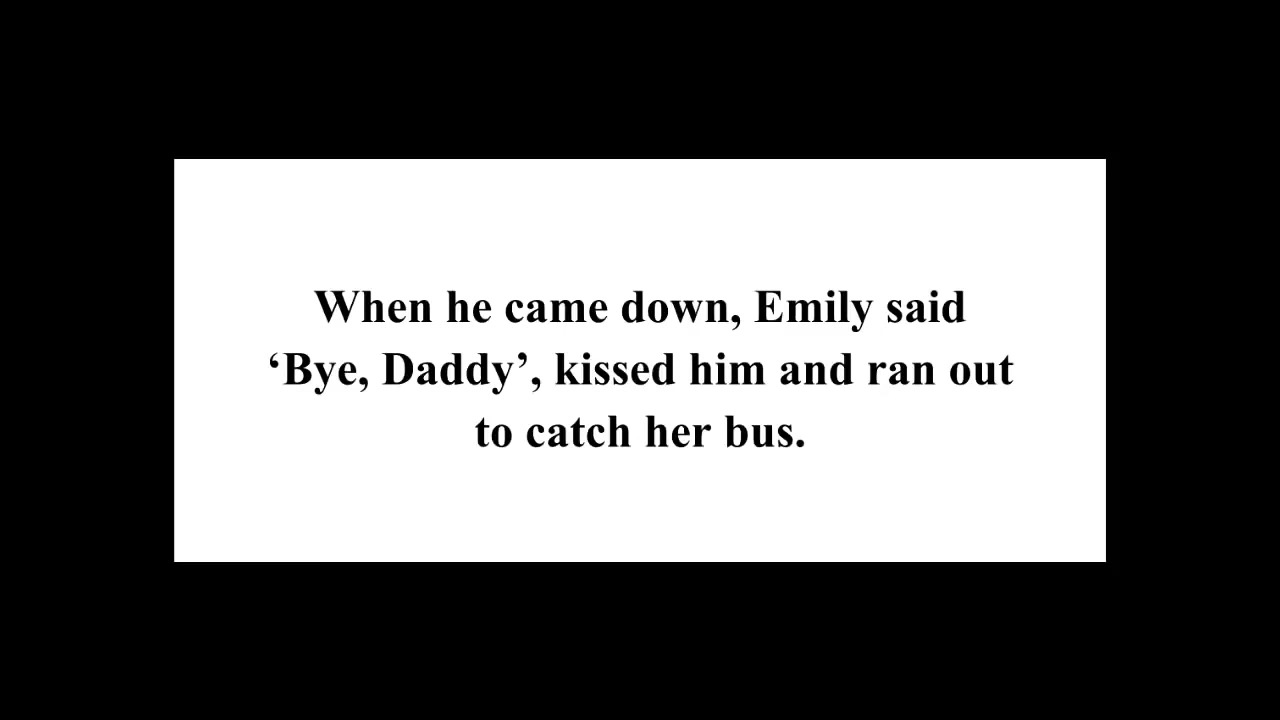 When he came down, Emily said
‘Bye, Daddy’, kissed him and ran out
to catch her bus.